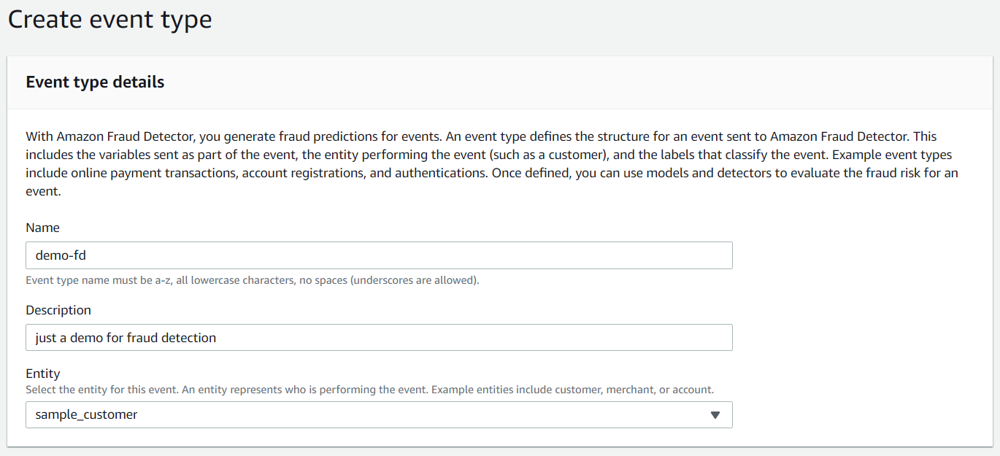 Create event type
Event type details
With Amazon Fraud Detector, you generate fraud predictions for events. An event type defines the structure for an event sent to Amazon Fraud Detector. This
includes the variables sent as part of the event, the entity performing the event (such as a customer), and the labels that classify the event. Example event types
include online payment transactions, account registrations, and authentications. Once defined, you can use models and detectors to evaluate the fraud risk for an
event.
Name
demo-fd
Event type name must be a-z, all lowercase characters, no spaces (underscores are allowed).
Description
just a demo for fraud detection
Entity
Select the entity for this event. An entity represents who is performing the event. Example entities include customer, merchant, or account.
sample_customer